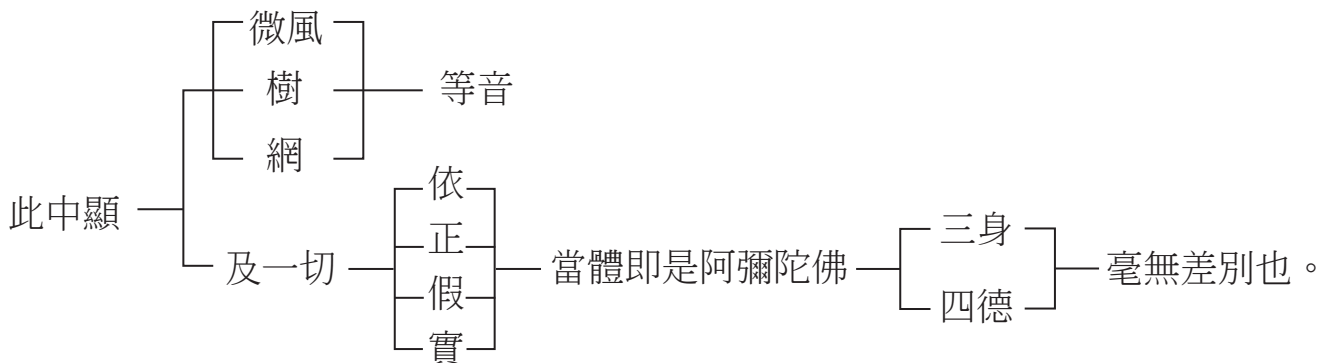 此中顯
微風
樹
網
等音
及一切
依
正
假
實
當體即是阿彌陀佛
三身
四德
毫無差別也。